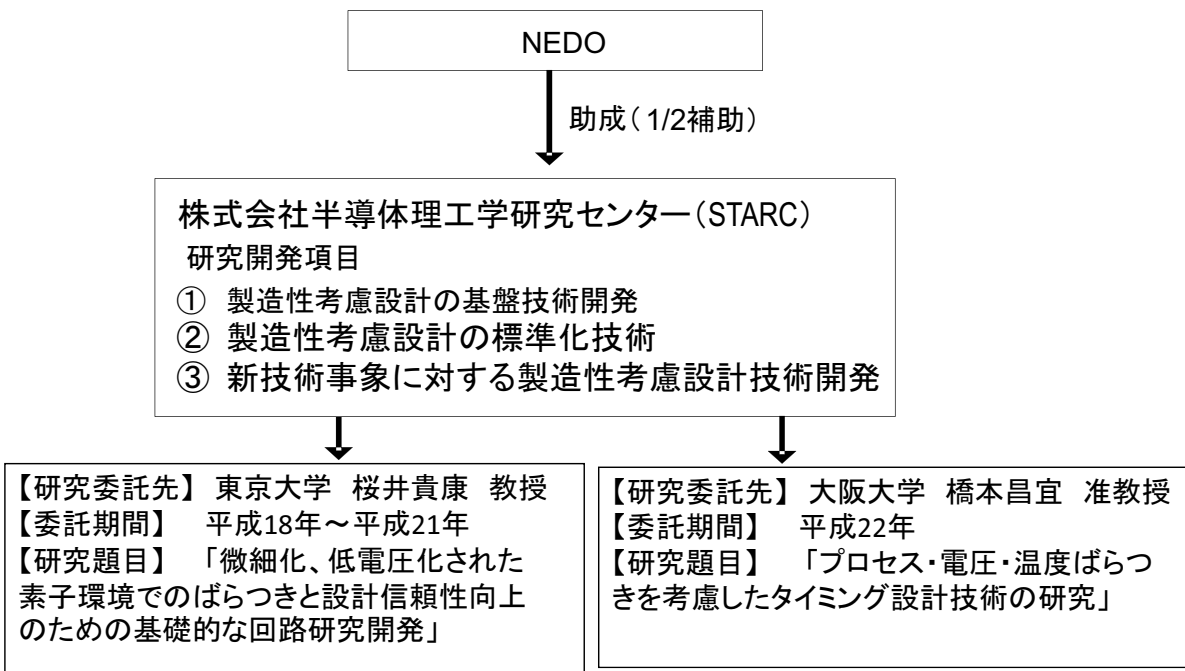 NEDO
助成（1/2補助）
株式会社半導体理工学研究センター（STARC）
研究開発項目
① 製造性考慮設計の基盤技術開発
② 製造性考慮設計の標準化技術
③ 新技術事象に対する製造性考慮設計技術開発
【研究委託先】 東京大学 桜井貴康 教授
【委託期間】 平成18年～平成21年
【研究題目】 「微細化、低電圧化された
素子環境でのばらつきと設計信頼性向上
のための基礎的な回路研究開発」
【研究委託先】 大阪大学 橋本昌宜 准教授
【委託期間】 平成22年
【研究題目】 「プロセス・電圧・温度ばらつ
きを考慮したタイミング設計技術の研究」